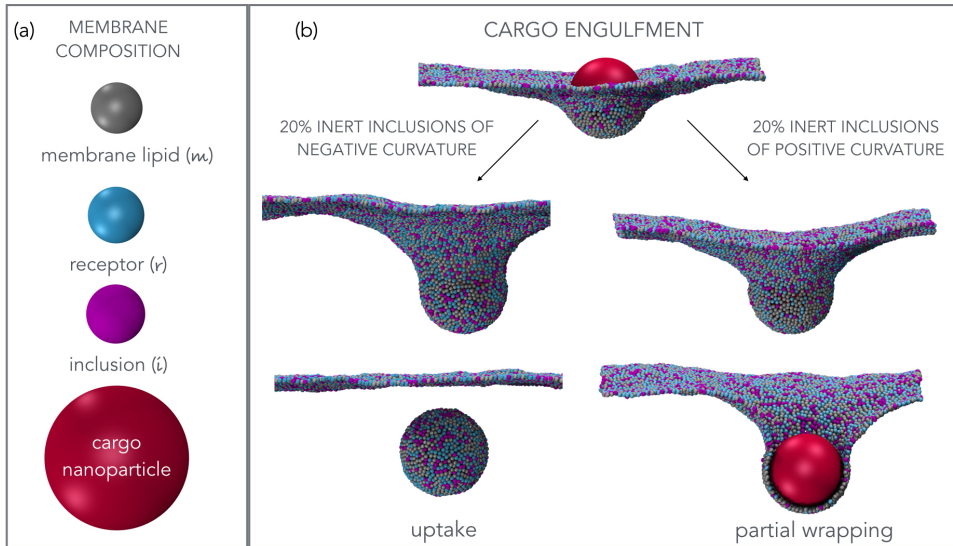 (a)
MEMBRANE
COMPOSITION
membrane lipid (m)
receptor (r)
inclusion (i)
cargo
nanoparticle
(b)
CARGO ENGULFMENT
20% INERT INCLUSIONS OF
NEGATIVE CURVATURE
20% INERT INCLUSIONS
OF POSITIVE CURVATURE
uptake
partial wrapping